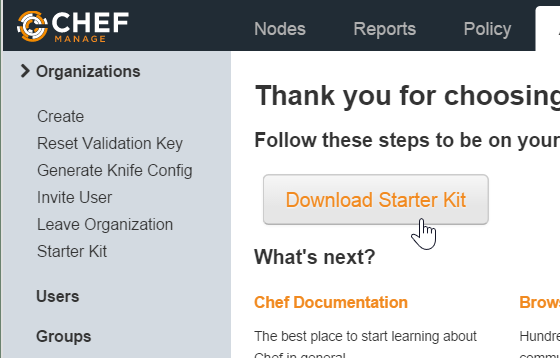 CHEF
MANAGE
Nodes Reports Policy
Organizations
Create
Reset Validation Key
Generate Knife Config
Invite User
Leave Organization
Starter Kit
Users
Groups
Thank you for choosing
Follow these steps to be on your
Download Starter Kit
What's next?
Chef Documentation
The best place to start learning about
Chef in general
Brows
Hundre